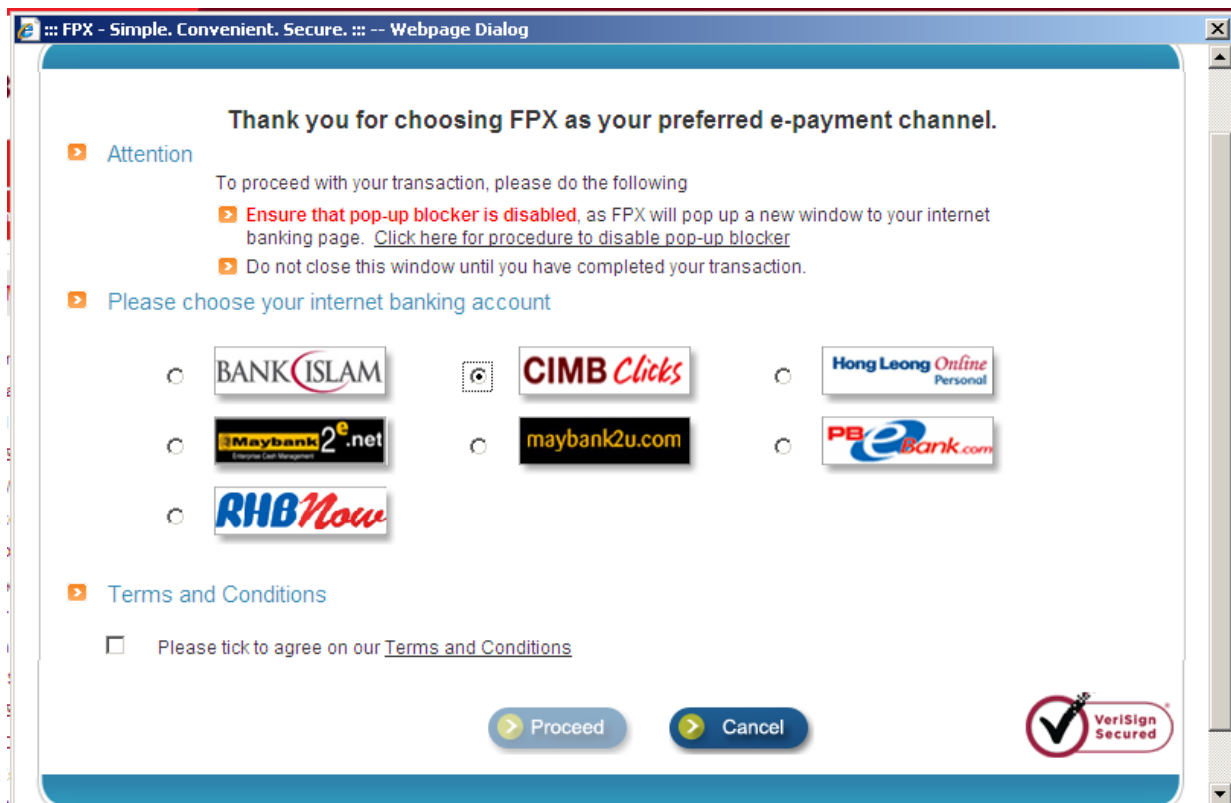 ::: FPX - Simple. Convenient. Secure. ::: -- Webpage Dialog
Thank you for choosing FPX as your preferred e-payment channel.
Attention
To proceed with your transaction, please do the following
Ensure that pop-up blocker is disabled, as FPX will pop up a new window to your internet
banking page. Click here for procedure to disable pop-up blocker
Do not close this window until you have completed your transaction.
Please choose your internet banking account
BANK ISLAM
CIMB Clicks
Hong Leong Online
Personal
Maybank2e.net
Enterprise Cash Management
maybank2u.com
PBeBank.com
RHBNow
Terms and Conditions
Please tick to agree on our Terms and Conditions
Proceed
Cancel
VeriSign
Secured